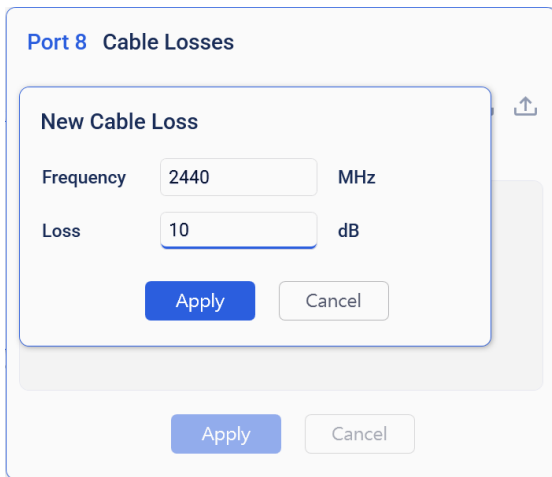 Port 8 Cable Losses
New Cable Loss
Frequency 2440 MHz
Loss 10 dB
Apply Cancel
Apply Cancel